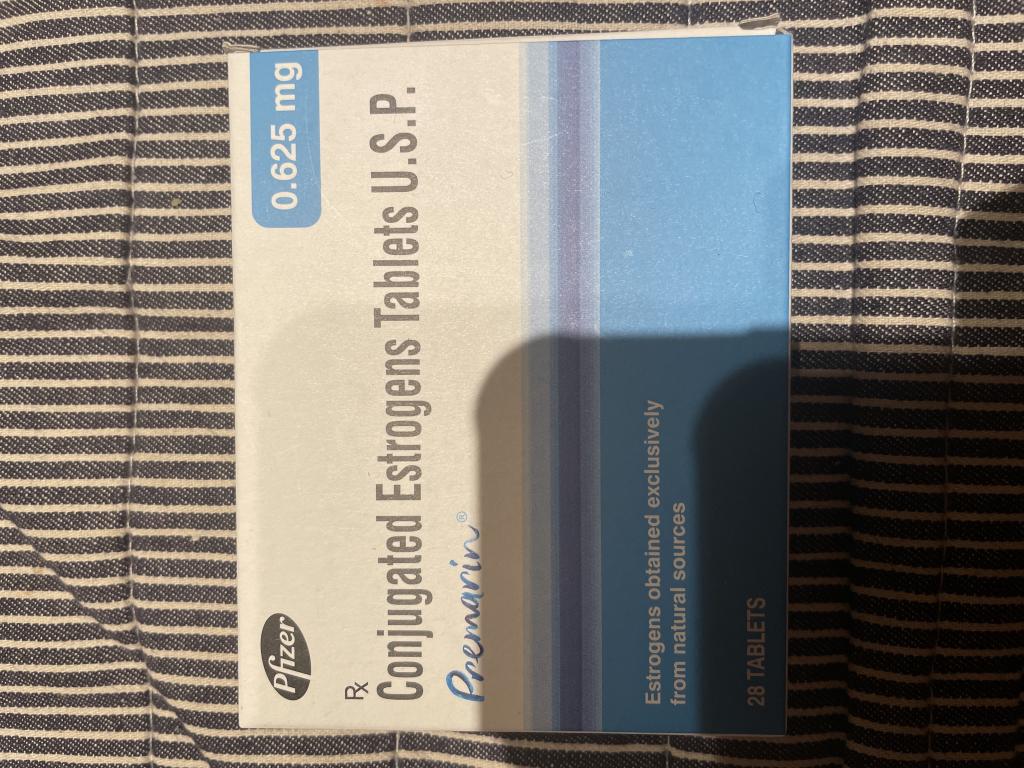 Pfizer
0.625 mg
Rx
Conjugated Estrogens Tablets U.S.P.
Premarin®
Estrogens obtained exclusively
from natural sources
28 TABLETS